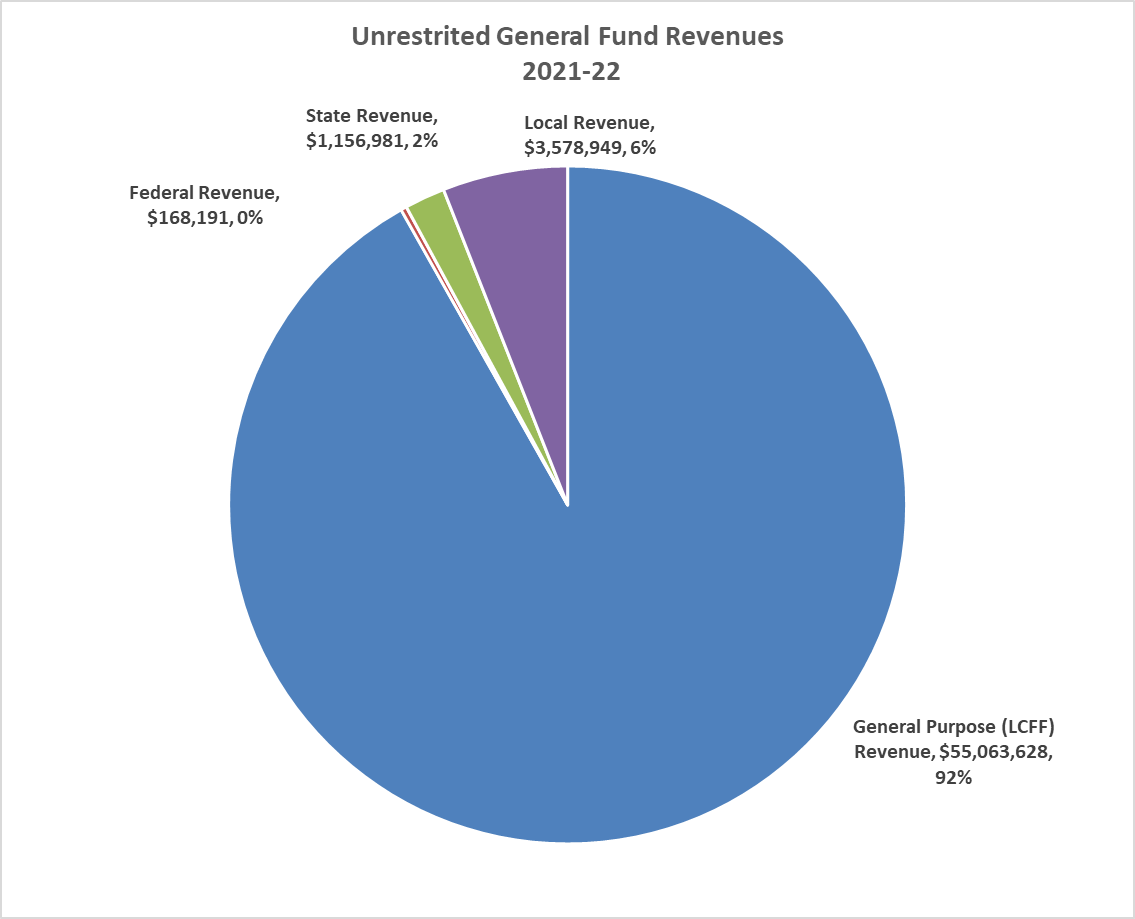 Unrestrited General Fund Revenues
2021-22
State Revenue,
$1,156,981, 2%
Local Revenue,
$3,578,949, 6%
Federal Revenue,
$168,191, 0%
General Purpose (LCFF)
Revenue, $55,063,628,
92%